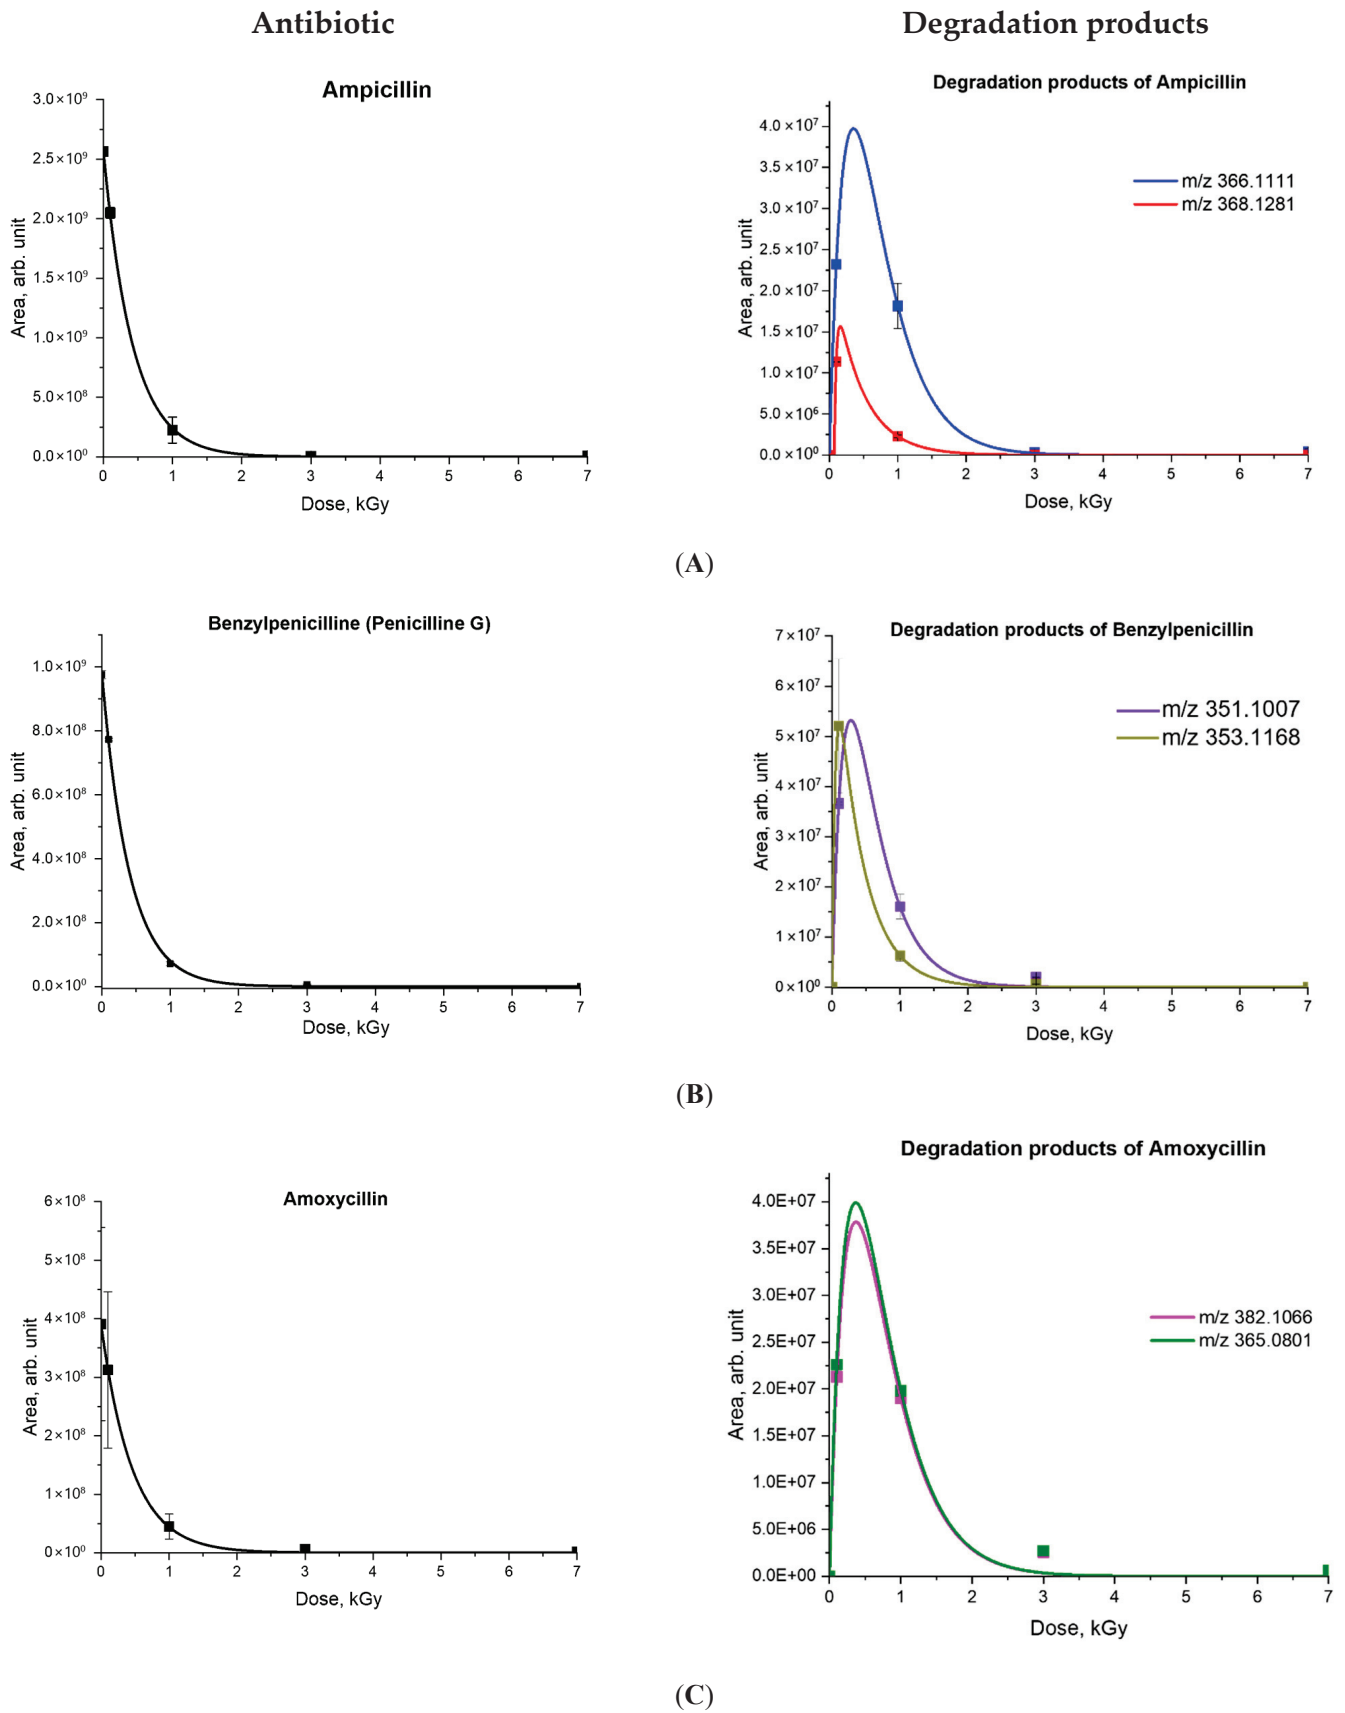 Antibiotic
Degradation products
Ampicillin
3.0×10⁹
2.5×10⁹
2.0×10⁹
1.5×10⁹
1.0×10⁹
5.0×10⁸
0.0×10⁰
Area, arb. unit
0 1 2 3 4 5 6 7
Dose, kGy
Degradation products of Ampicillin
4.0×10⁷
3.5×10⁷
3.0×10⁷
2.5×10⁷
2.0×10⁷
1.5×10⁷
1.0×10⁷
5.0×10⁶
0.0×10⁰
Area, arb. unit
m/z 366.1111
m/z 368.1281
0 1 2 3 4 5 6 7
Dose, kGy
(A)
Benzylpenicilline (Penicilline G)
1.0×10⁹
8.0×10⁸
6.0×10⁸
4.0×10⁸
2.0×10⁸
0.0×10⁰
Area, arb. unit
0 1 2 3 4 5 6 7
Dose, kGy
Degradation products of Benzylpenicillin
7×10⁷
6×10⁷
5×10⁷
4×10⁷
3×10⁷
2×10⁷
1×10⁷
0×10⁰
Area, arb. unit
m/z 351.1007
m/z 353.1168
0 1 2 3 4 5 6 7
Dose, kGy
(B)
Amoxycillin
6×10⁸
5×10⁸
4×10⁸
3×10⁸
2×10⁸
1×10⁸
0×10⁰
Area, arb. unit
0 1 2 3 4 5 6 7
Dose, kGy
Degradation products of Amoxycillin
4.0E+07
3.5E+07
3.0E+07
2.5E+07
2.0E+07
1.5E+07
1.0E+07
5.0E+06
0.0E+00
Area, arb. unit
m/z 382.1066
m/z 365.0801
0 1 2 3 4 5 6 7
Dose, kGy
(C)